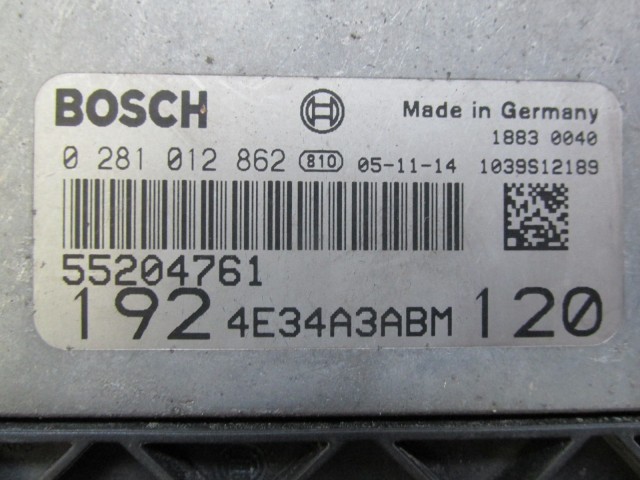 BOSCH Made in Germany
1883 0040
0 281 012 862 810 05-11-14 1039S12189
55204761
192 4E34A3ABM 120